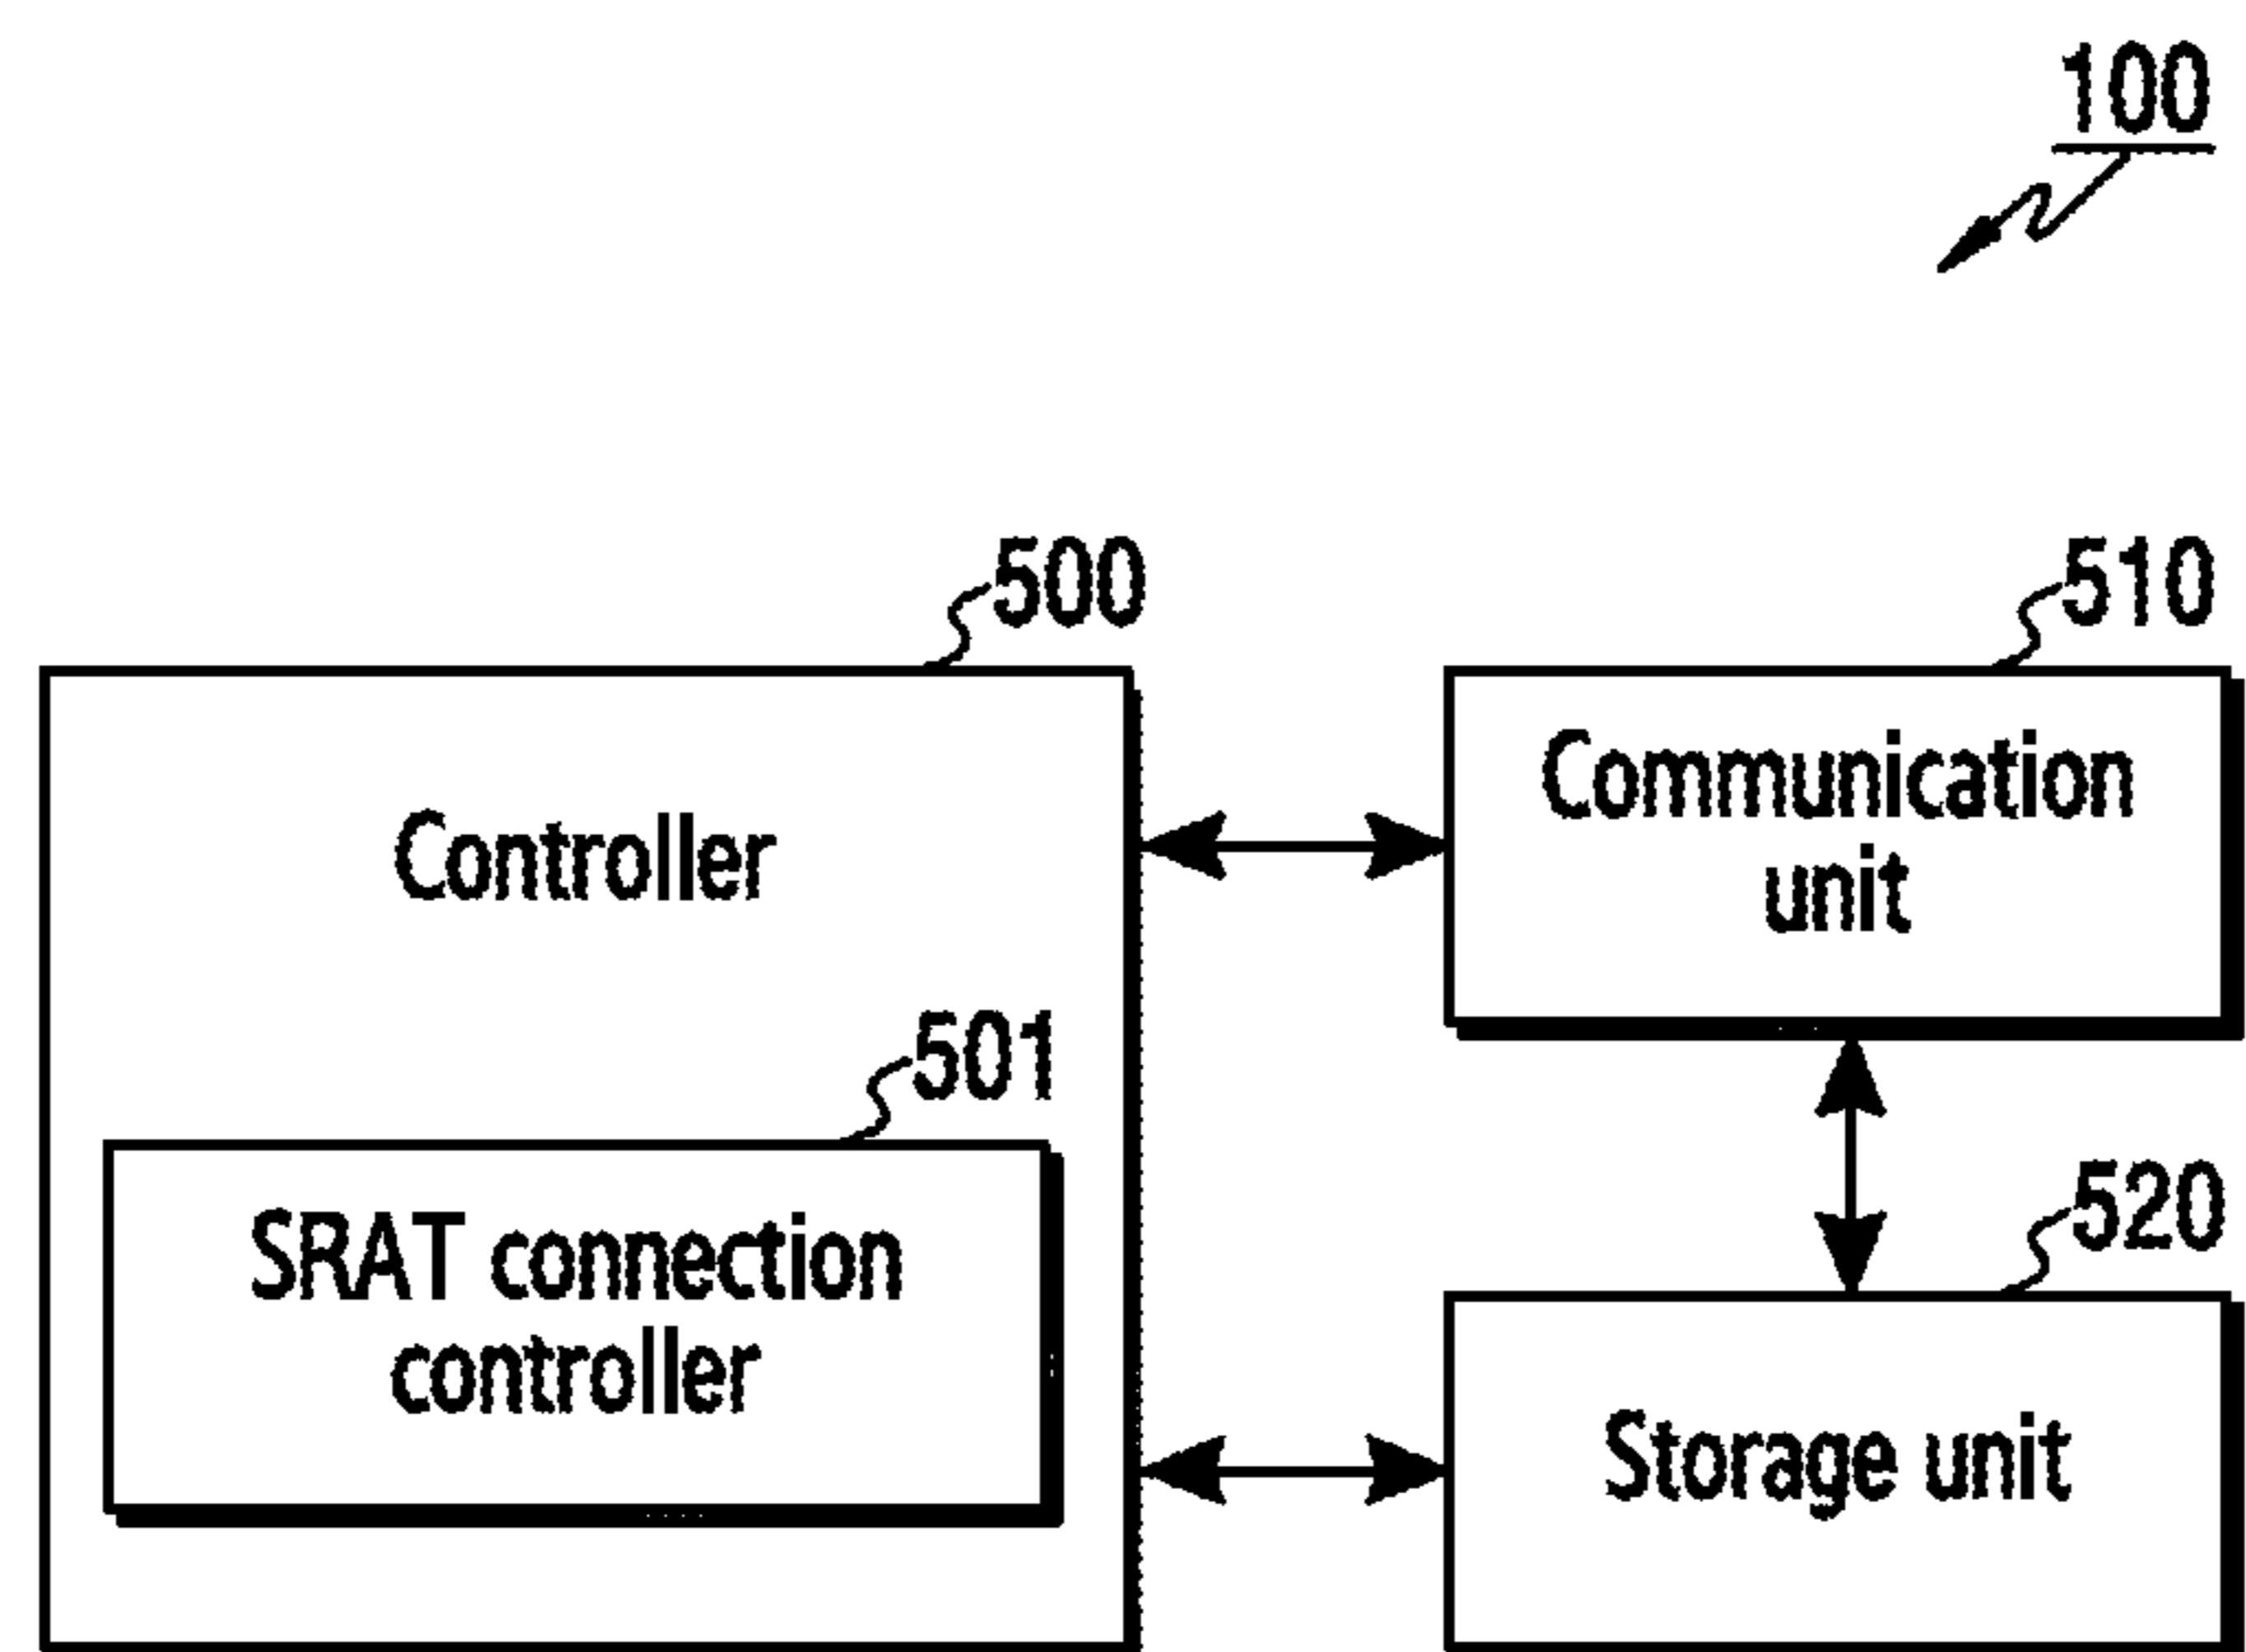 100
500
510
Controller
Communication
unit
501
SRAT connection
controller
520
Storage unit